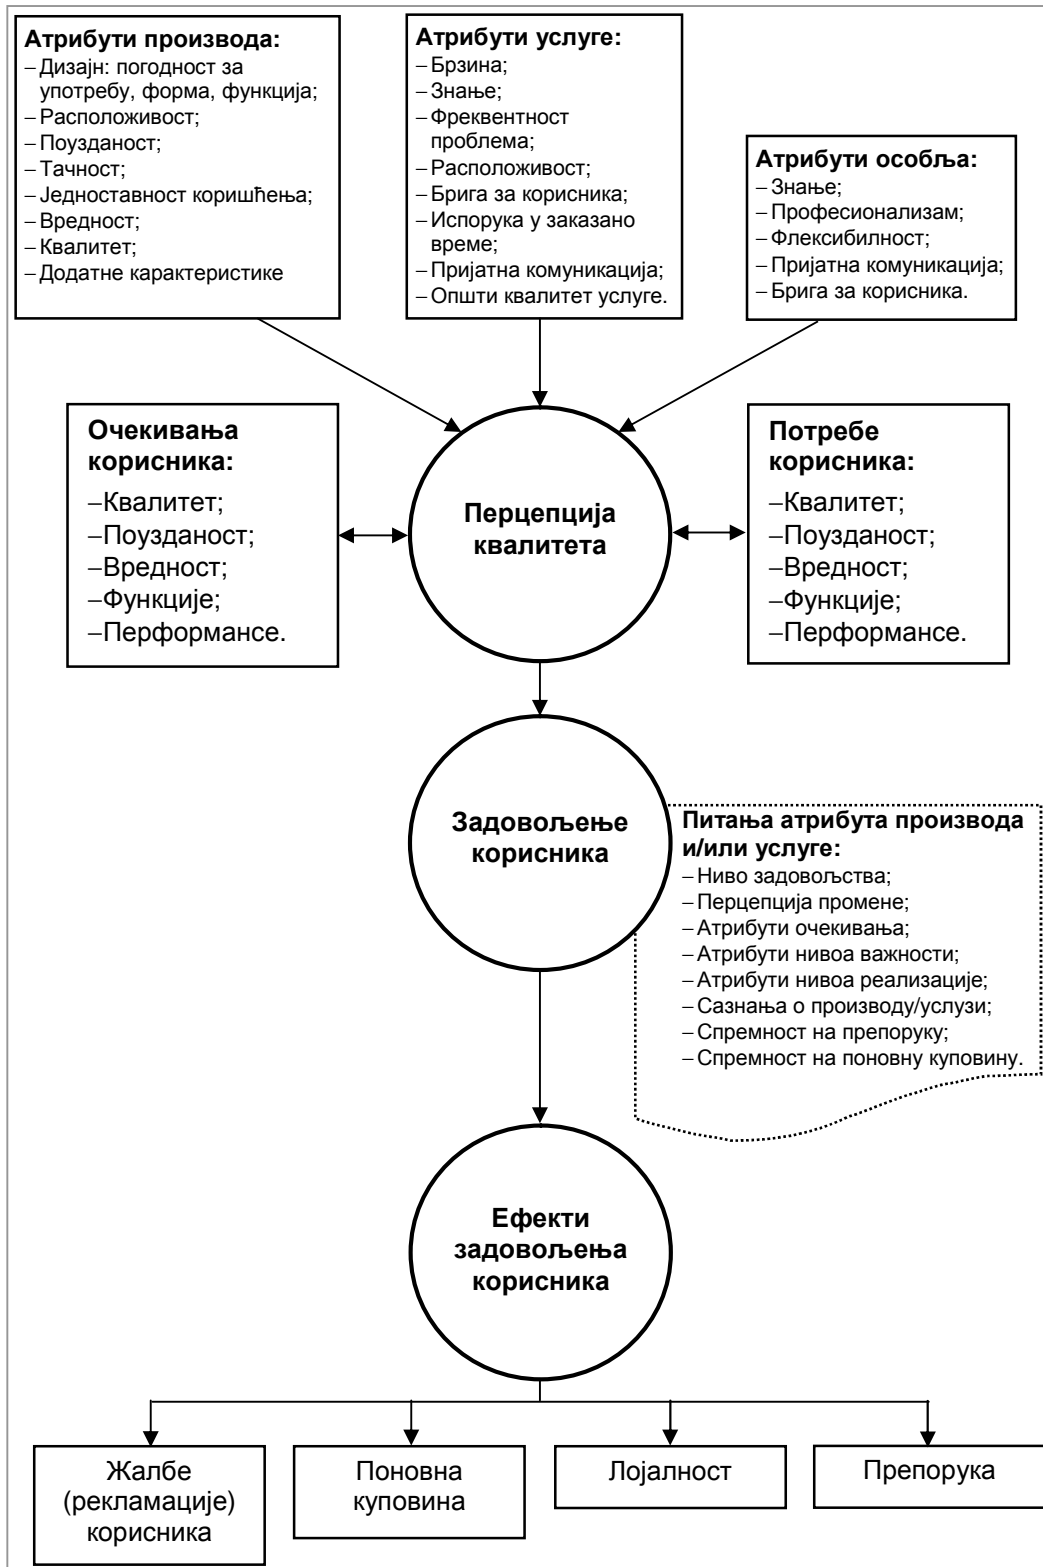 Атрибути производа:
–Дизајн: погодност за
употребу, форма, функција;
–Расположивост;
–Поузданост;
–Тачност;
–Једноставност коришћења;
–Вредност;
–Квалитет;
–Додатне карактеристике
Атрибути услуге:
–Брзина;
–Знање;
–Фреквентност
проблема;
–Расположивост;
–Брига за корисника;
–Испорука у заказано
време;
–Пријатна комуникација;
–Општи квалитет услуге.
Атрибути особља:
–Знање;
–Професионализам;
–Флексибилност;
–Пријатна комуникација;
–Брига за корисника.
Очекивања
корисника:
–Квалитет;
–Поузданост;
–Вредност;
–Функције;
–Перформансе.
Перцепција
квалитета
Потребе
корисника:
–Квалитет;
–Поузданост;
–Вредност;
–Функције;
–Перформансе.
Задовољење
корисника
Питања атрибута производа
и/или услуге:
–Ниво задовољства;
–Перцепција промене;
–Атрибути очекивања;
–Атрибути нивоа важности;
–Атрибути нивоа реализације;
–Сазнања о производу/услузи;
–Спремност на препоруку;
–Спремност на поновну куповину.
Ефекти
задовољења
корисника
Жалбе
(рекламације)
корисника
Поновна
куповина
Лојалност
Препорука